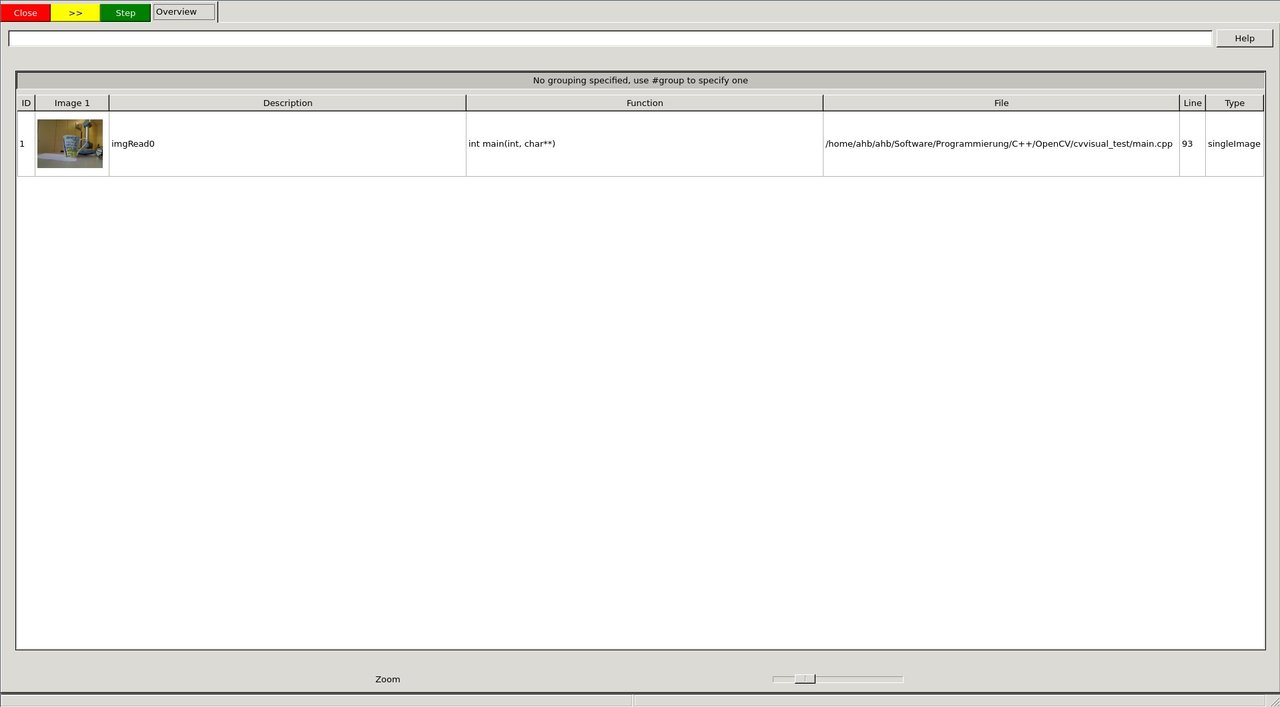 Close >> Step Overview
Help
No grouping specified, use #group to specify one
ID Image 1 Description Function File Line Type
1 imgRead0 int main(int, char**) /home/ahb/ahb/Software/Programmierung/C++/OpenCV/cvvisual_test/main.cpp 93 singleImage
Zoom